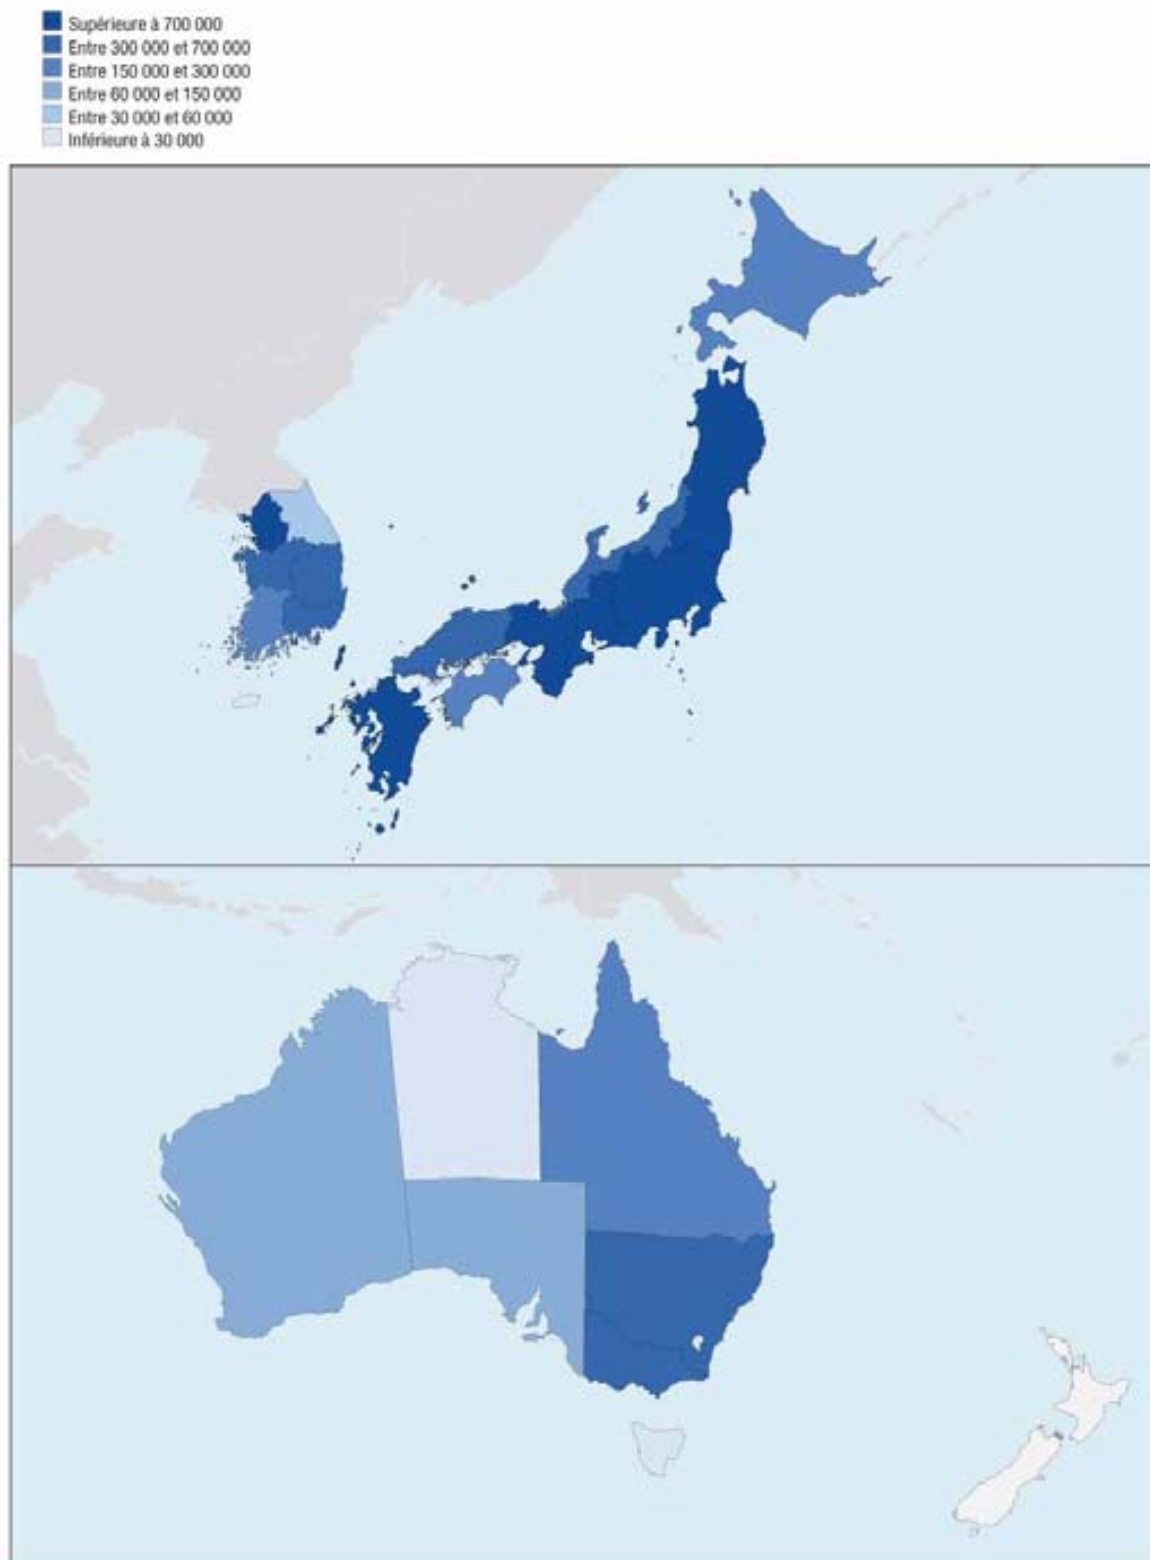 Supérieure à 700 000
Entre 300 000 et 700 000
Entre 150 000 et 300 000
Entre 60 000 et 150 000
Entre 30 000 et 60 000
Inférieure à 30 000